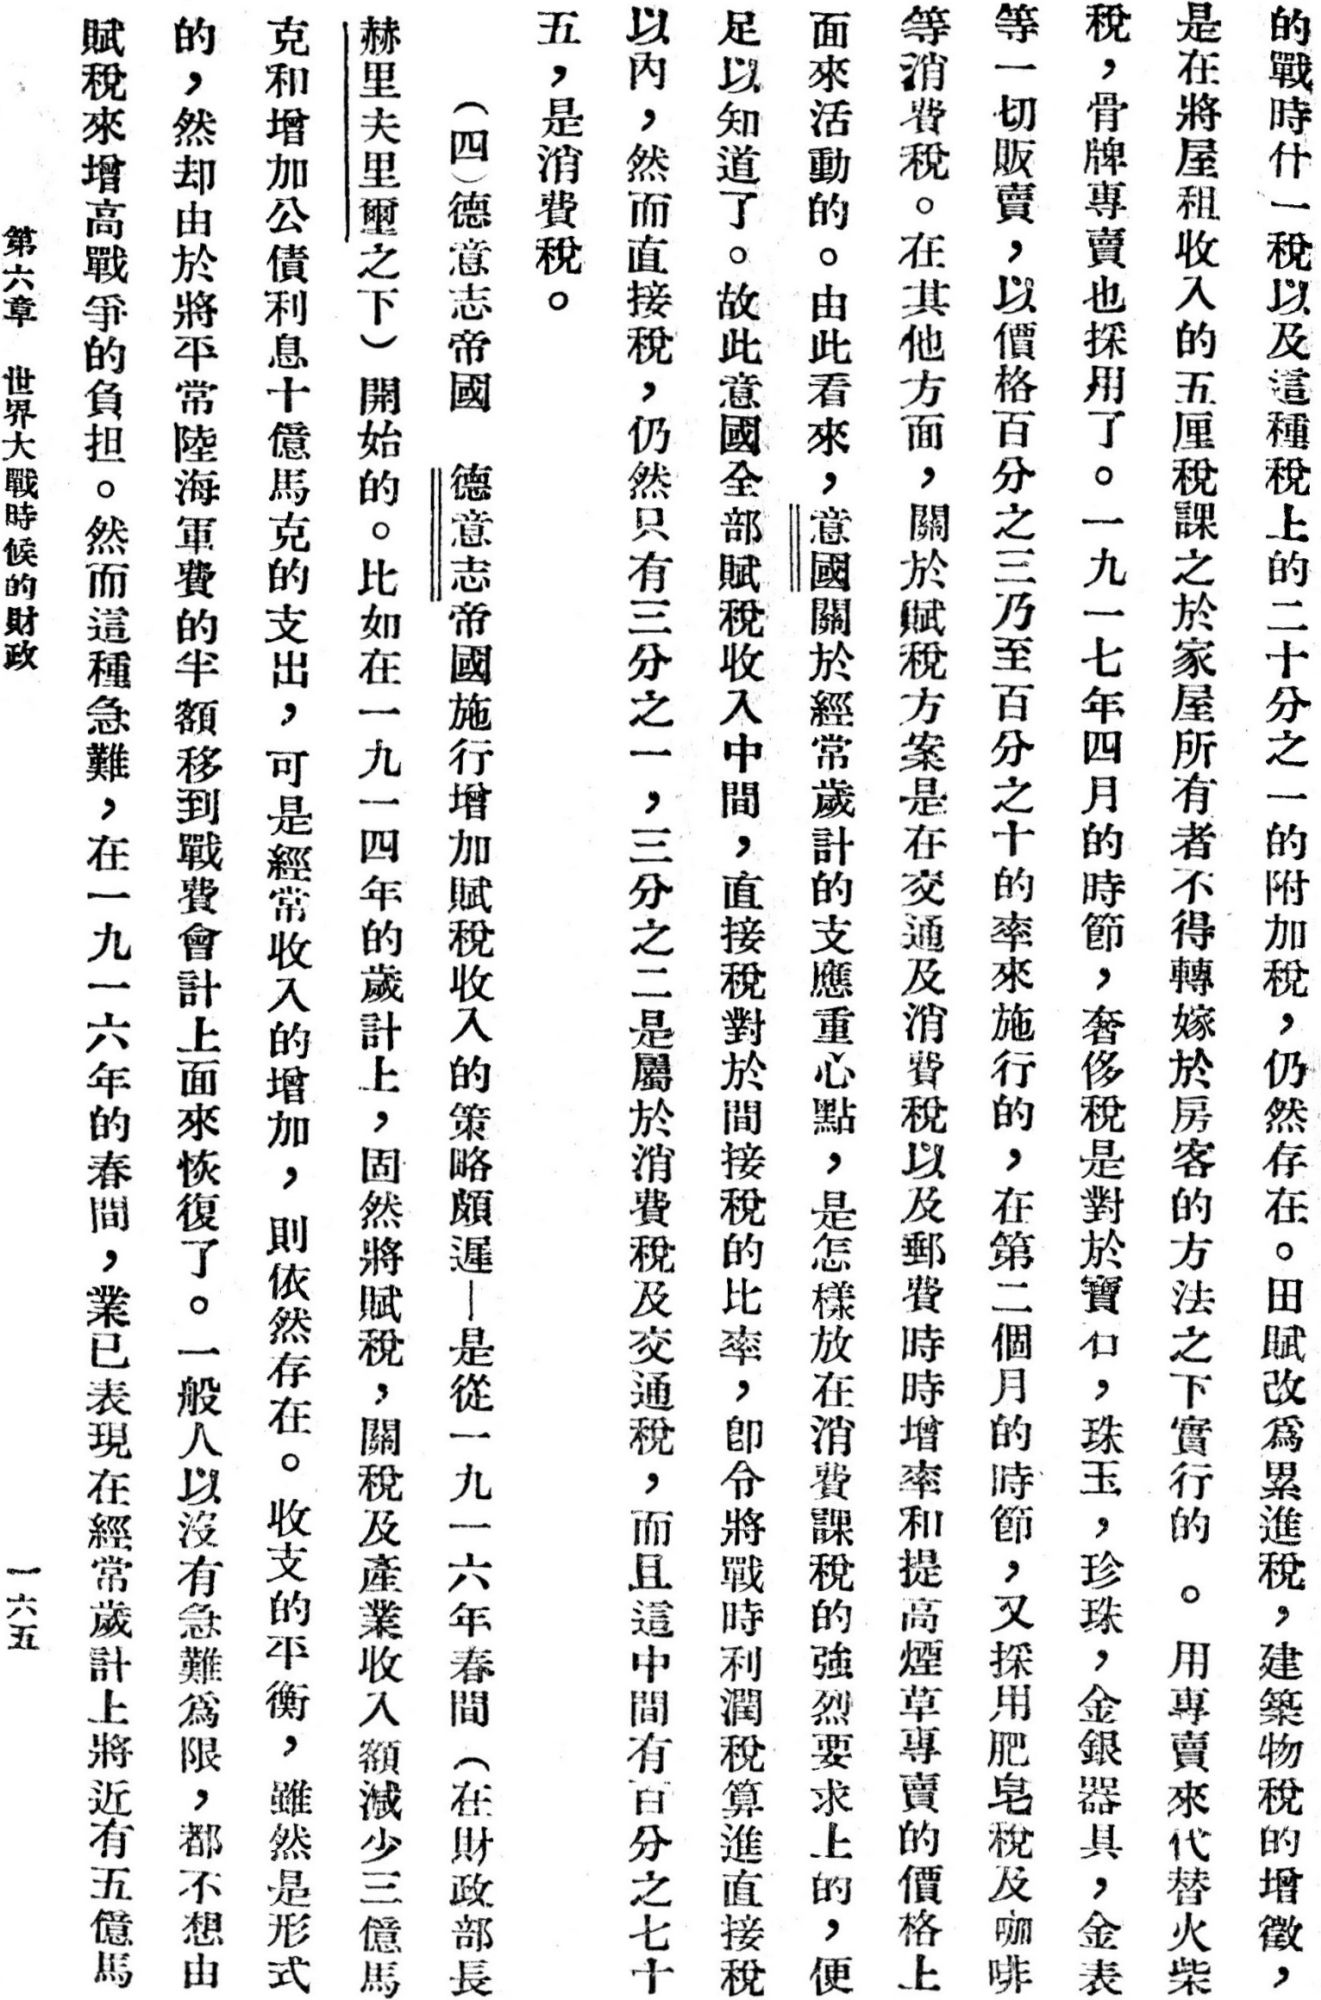 的戰時什一稅以及這種稅上的二十分之一的附加稅，仍然存在。田賦改爲累進稅，建築物稅的增徵，
是在將屋租收入的五厘稅課之於家屋所有者不得轉嫁於房客的方法之下實行的　。用專賣來代替火柴
稅，骨牌專賣也採用了。一九一七年四月的時節，奢侈稅是對於寶石，珠玉，珍珠，金銀器具，金表
等一切販賣，以價格百分之三乃至百分之十的率來施行的，在第二個月的時節，又採用肥皂稅及咖啡
等消費稅。在其他方面，關於賦稅方案是在交通及消費稅以及郵費時時增率和提高煙草專賣的價格上
面來活動的。由此看來，意國關於經常歲計的支應重心點，是怎樣放在消費課稅的強烈要求上的，便
足以知道了。故此意國全部賦稅收入中間，直接稅對於間接稅的比率，卽令將戰時利潤稅算進直接稅
以內，然而直接稅，仍然只有三分之一，三分之二是屬於消費稅及交通稅，而且這中間有百分之七十
五，是消費稅。
（四）德意志帝國　德意志帝國施行增加賦稅收入的策略頗遲—是從一九一六年春間（在財政部長
赫里夫里爾之下）開始的。比如在一九一四年的歲計上，固然將賦稅，關稅及產業收入額減少三億馬
克和增加公債利息十億馬克的支出，可是經常收入的增加，則依然存在。收支的平衡，雖然是形式
的，然却由於將平常陸海軍費的半額移到戰費會計上面來恢復了。一般人以沒有急難爲限，都不想由
賦稅來增高戰爭的負担。然而這種急難，在一九一六年的春間，業已表現在經常歲計上將近有五億馬
第六章　世界大戰時候的財政
一六五